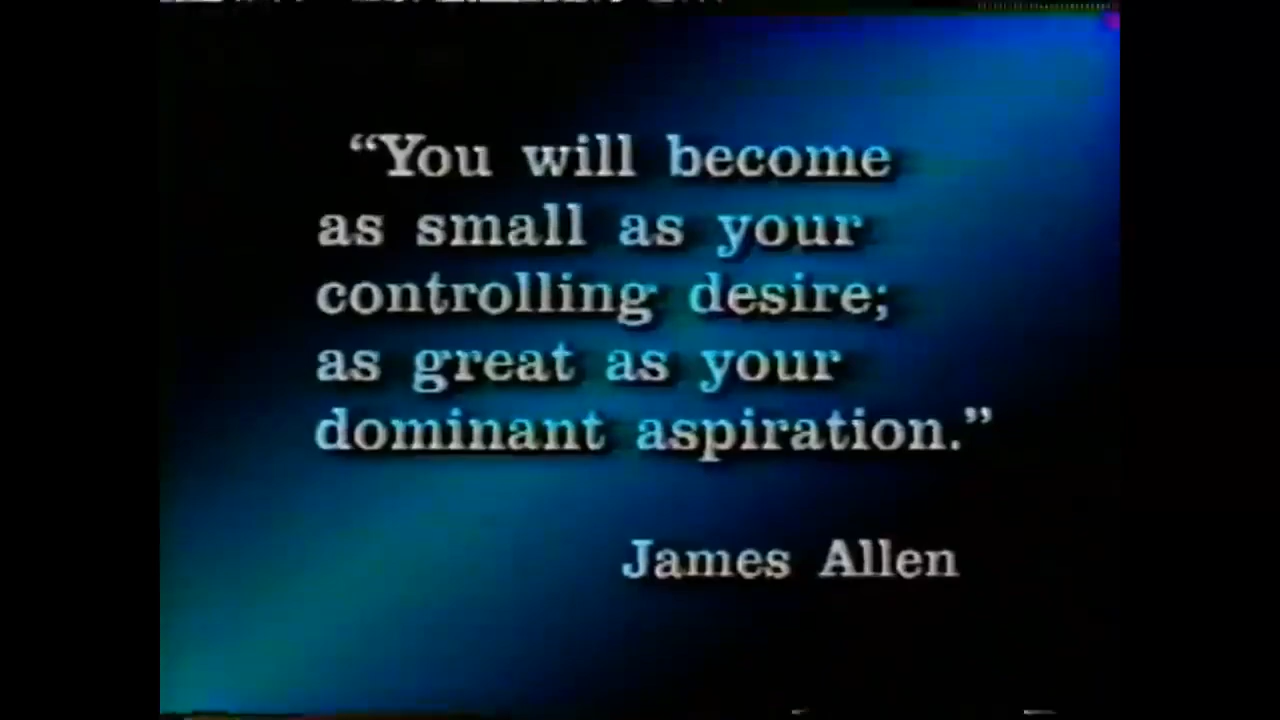 “You will become
as small as your
controlling desire;
as great as your
dominant aspiration.”
James Allen